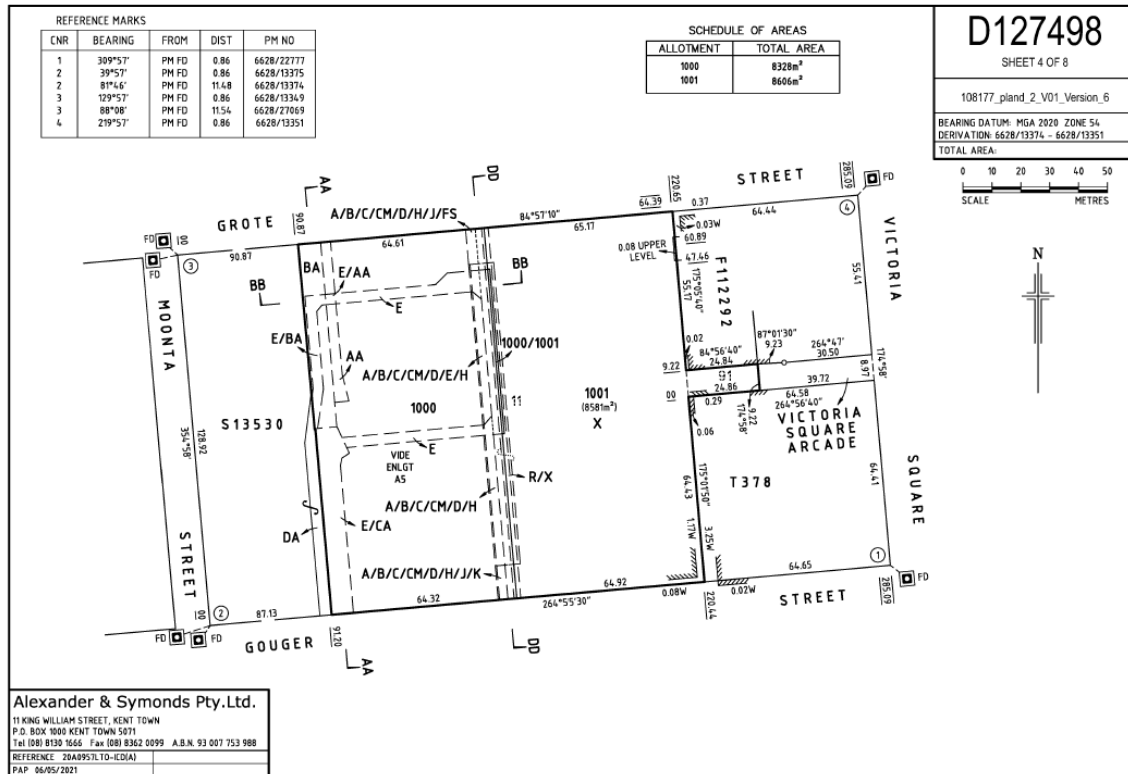 REFERENCE MARKS
CNR BEARING FROM DIST PM NO
1 309°57' PM FD 0.86 6628/22777
2 39°57' PM FD 0.86 6628/13375
2 81°46' PM FD 11.48 6628/13374
3 129°57' PM FD 0.86 6628/13349
3 88°08' PM FD 11.54 6628/27069
4 219°57' PM FD 0.86 6628/13351
SCHEDULE OF AREAS
ALLOTMENT TOTAL AREA
1000 8328m²
1001 8606m²
D127498
SHEET 4 OF 8
108177_pland_2_V01_Version_6
BEARING DATUM: MGA 2020 ZONE 54
DERIVATION: 6628/13374 - 6628/13351
TOTAL AREA:
0 10 20 30 40 50
SCALE METRES
N
AA
DD
GROTE
STREET
A/B/C/CM/D/H/J/FS
84°57'10"
220.65
64.39
0.37
64.44
285.09
FD
4
FD
00
FD
3
90.87
90.87
64.61
65.17
0.03W
60.89
0.08 UPPER
LEVEL
47.46
BA
BB
E/AA
BB
E
F112292
175°05'40"
55.17
55.41
VICTORIA
MOONTA
E/BA
AA
1000/1001
A/B/C/CM/D/E/H
0.02
87°01'30"
9.23
84°56'40"
24.84
264°47'
30.50
174°58'
8.97
9.22
91
1000
11
1001
(8581m²)
X
00
24.86
0.29
39.72
64.58
264°56'40"
9.22
174°58'
0.06
VICTORIA
SQUARE
ARCADE
S13530
128.92
354°58'
E
VIDE
ENLGT
A5
R/X
T378
A/B/C/CM/D/H
175°01'50"
64.43
64.41
SQUARE
STREET
DA
E/CA
1.17W
3.25W
A/B/C/CM/D/H/J/K
64.92
0.08W
0.02W
64.65
1
FD
285.09
00
2
FD
FD
87.13
64.32
264°55'30"
220.44
STREET
GOUGER
91.20
AA
DD
Alexander & Symonds Pty.Ltd.
11 KING WILLIAM STREET, KENT TOWN
P.O. BOX 1000 KENT TOWN 5071
Tel (08) 8130 1666 Fax (08) 8362 0099 A.B.N. 93 007 753 988
REFERENCE 20A0957LTO-ICD(A)
PAP 06/05/2021